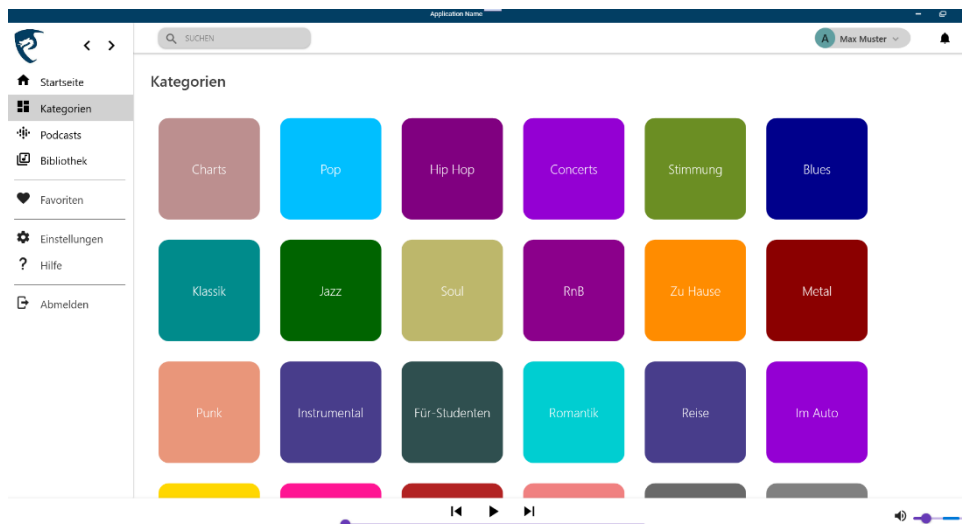 Application Name
SUCHEN
A Max Muster
Startseite
Kategorien
Podcasts
Bibliothek
Favoriten
Einstellungen
? Hilfe
Abmelden
Kategorien
Charts Pop Hip Hop Concerts Stimmung Blues
Klassik Jazz Soul RnB Zu Hause Metal
Punk Instrumental Für-Studenten Romantik Reise Im Auto